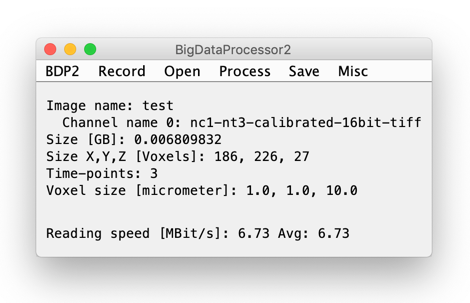 BigDataProcessor2
BDP2 Record Open Process Save Misc
Image name: test
Channel name 0: nc1-nt3-calibrated-16bit-tiff
Size [GB]: 0.006809832
Size X,Y,Z [Voxels]: 186, 226, 27
Time-points: 3
Voxel size [micrometer]: 1.0, 1.0, 10.0
Reading speed [MBit/s]: 6.73 Avg: 6.73